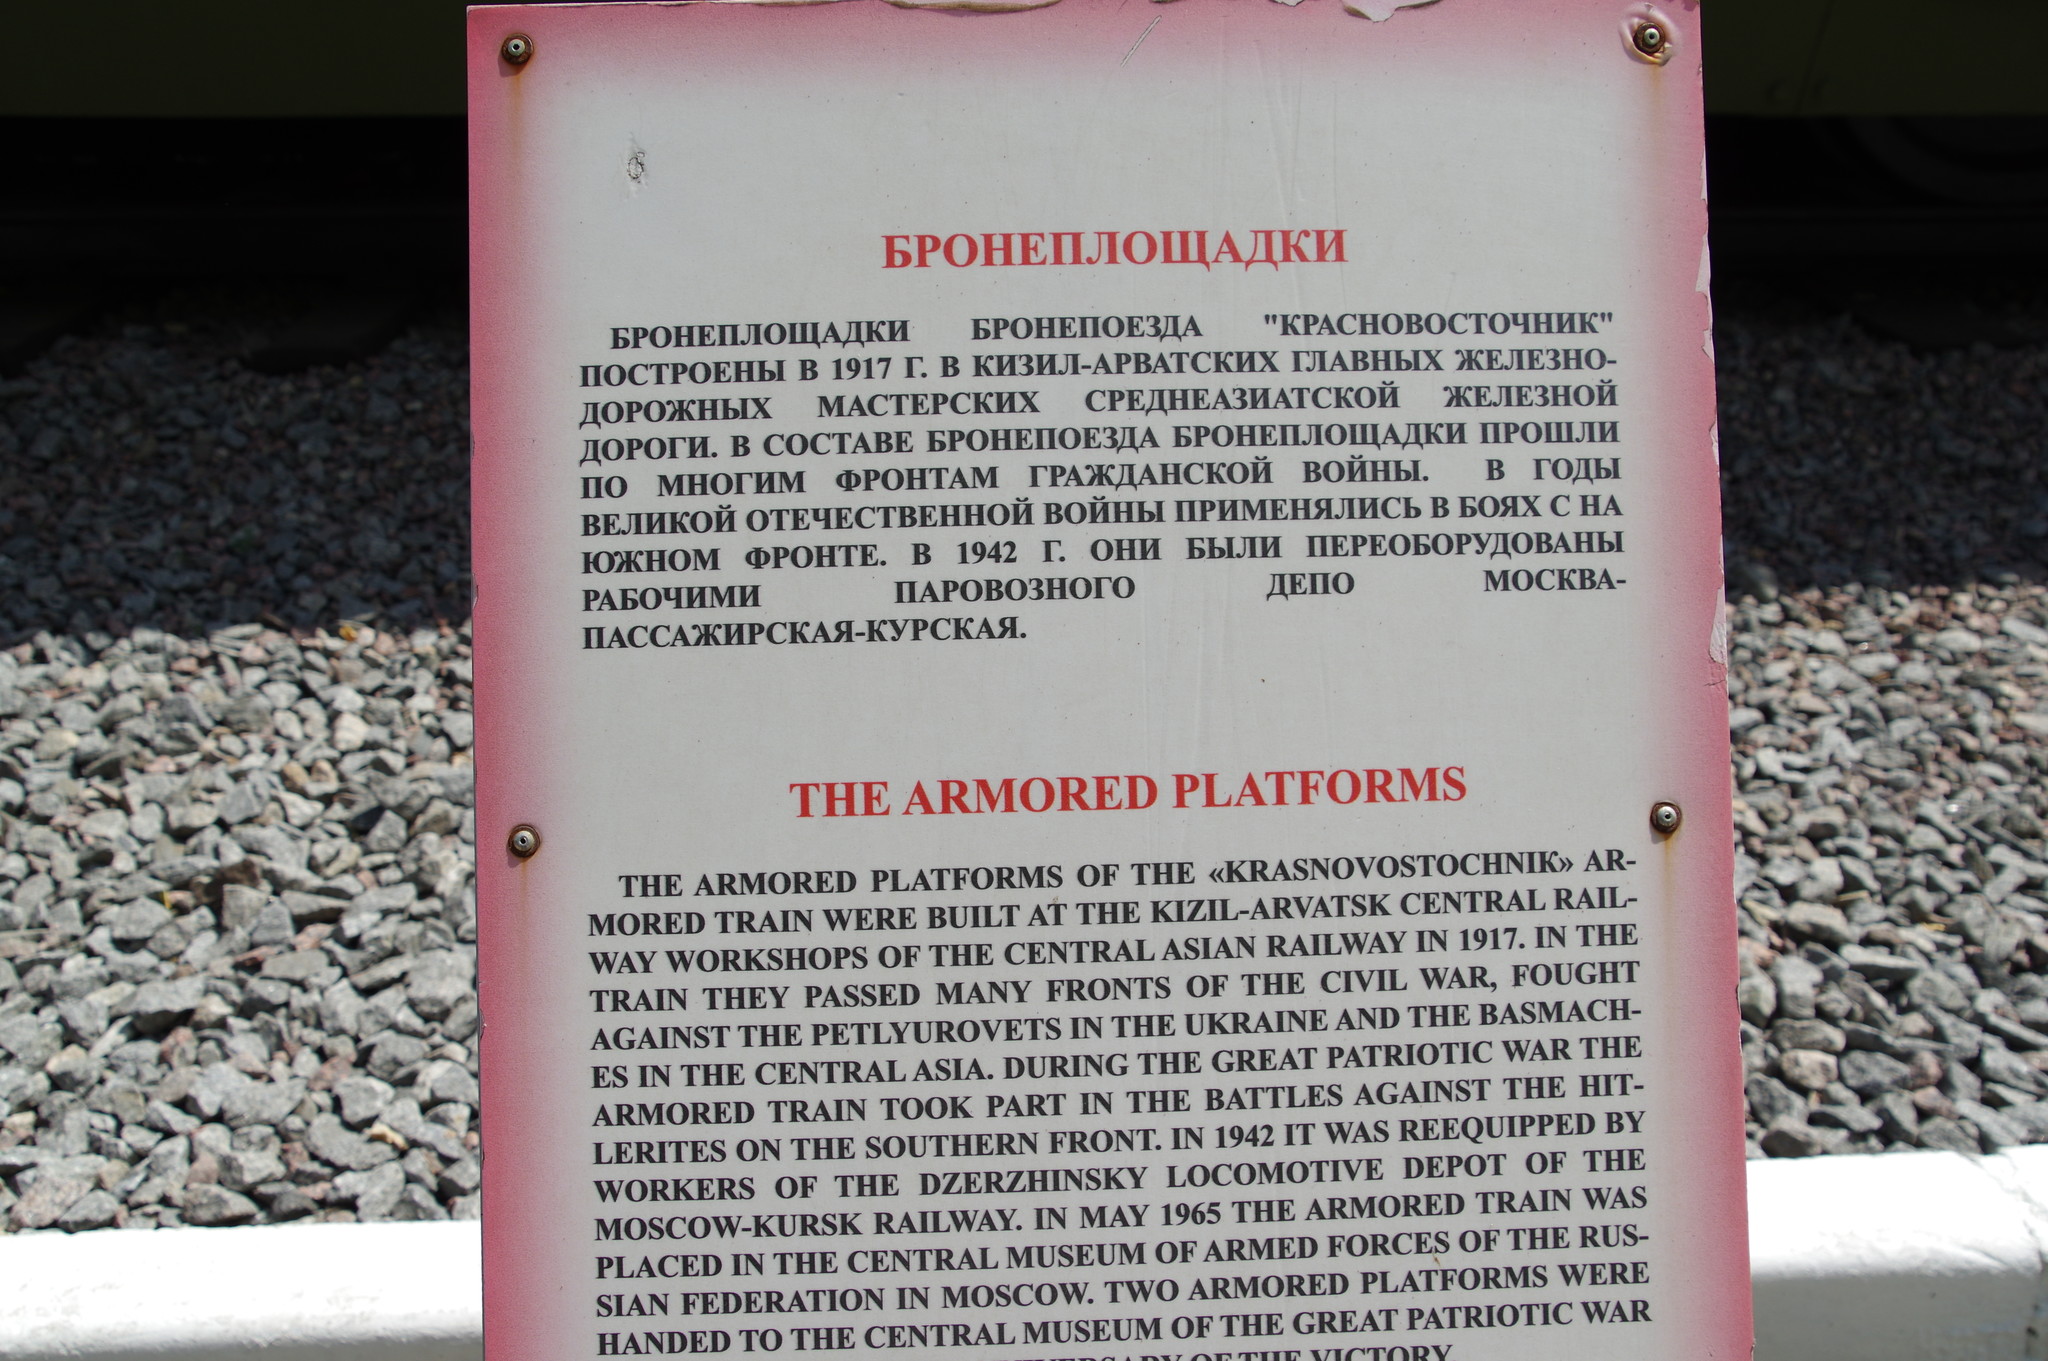 БРОНЕПЛОЩАДКИ
БРОНЕПЛОЩАДКИ БРОНЕПОЕЗДА "КРАСНОВОСТОЧНИК"
ПОСТРОЕНЫ В 1917 Г. В КИЗИЛ-АРВАТСКИХ ГЛАВНЫХ ЖЕЛЕЗНО-
ДОРОЖНЫХ МАСТЕРСКИХ СРЕДНЕАЗИАТСКОЙ ЖЕЛЕЗНОЙ
ДОРОГИ. В СОСТАВЕ БРОНЕПОЕЗДА БРОНЕПЛОЩАДКИ ПРОШЛИ
ПО МНОГИМ ФРОНТАМ ГРАЖДАНСКОЙ ВОЙНЫ. В ГОДЫ
ВЕЛИКОЙ ОТЕЧЕСТВЕННОЙ ВОЙНЫ ПРИМЕНЯЛИСЬ В БОЯХ С НА
ЮЖНОМ ФРОНТЕ. В 1942 Г. ОНИ БЫЛИ ПЕРЕОБОРУДОВАНЫ
РАБОЧИМИ ПАРОВОЗНОГО ДЕПО МОСКВА-
ПАССАЖИРСКАЯ-КУРСКАЯ.
THE ARMORED PLATFORMS
THE ARMORED PLATFORMS OF THE «KRASNOVOSTOCHNIK» AR-
MORED TRAIN WERE BUILT AT THE KIZIL-ARVATSK CENTRAL RAIL-
WAY WORKSHOPS OF THE CENTRAL ASIAN RAILWAY IN 1917. IN THE
TRAIN THEY PASSED MANY FRONTS OF THE CIVIL WAR, FOUGHT
AGAINST THE PETLYUROVETS IN THE UKRAINE AND THE BASMACH-
ES IN THE CENTRAL ASIA. DURING THE GREAT PATRIOTIC WAR THE
ARMORED TRAIN TOOK PART IN THE BATTLES AGAINST THE HIT-
LERITES ON THE SOUTHERN FRONT. IN 1942 IT WAS REEQUIPPED BY
WORKERS OF THE DZERZHINSKY LOCOMOTIVE DEPOT OF THE
MOSCOW-KURSK RAILWAY. IN MAY 1965 THE ARMORED TRAIN WAS
PLACED IN THE CENTRAL MUSEUM OF ARMED FORCES OF THE RUS-
SIAN FEDERATION IN MOSCOW. TWO ARMORED PLATFORMS WERE
HANDED TO THE CENTRAL MUSEUM OF THE GREAT PATRIOTIC WAR
OF THE VICTORY